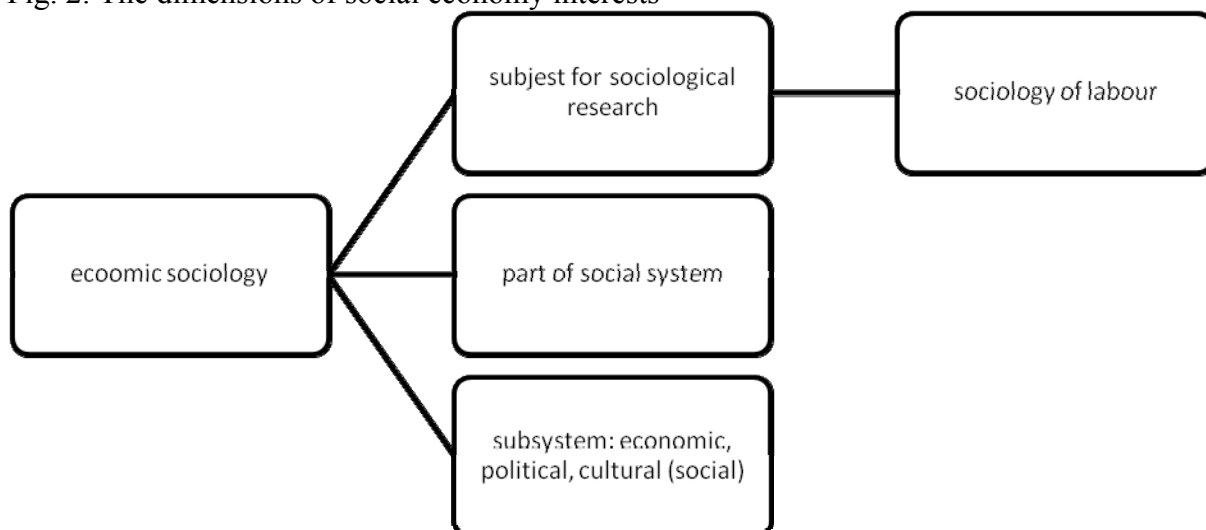 Fig. 2. The dimensions of social economy interests
subjest for sociological
research
sociology of labour
ecoomic sociology
part of social system
subsystem: economic,
political, cultural (social)